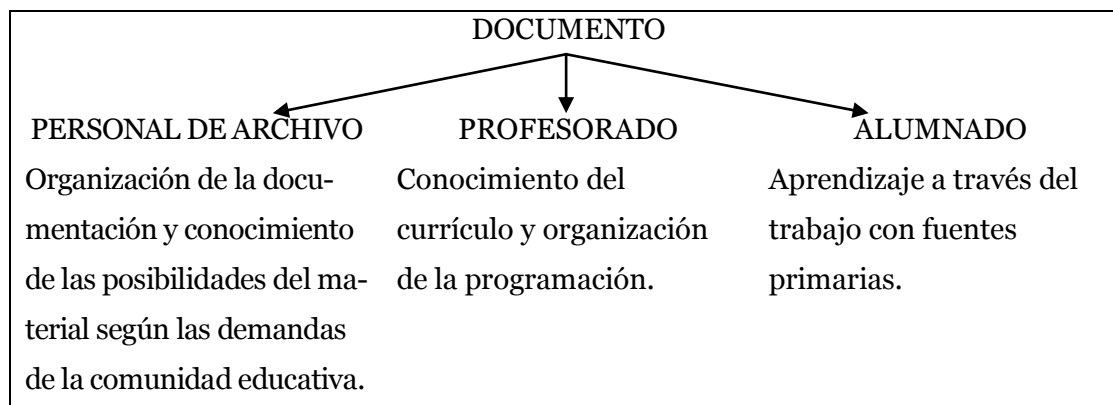 DOCUMENTO
PERSONAL DE ARCHIVO
Organización de la docu-
mentación y conocimiento
de las posibilidades del ma-
terial según las demandas
de la comunidad educativa.
PROFESORADO
Conocimiento del
currículo y organización
de la programación.
ALUMNADO
Aprendizaje a través del
trabajo con fuentes
primarias.